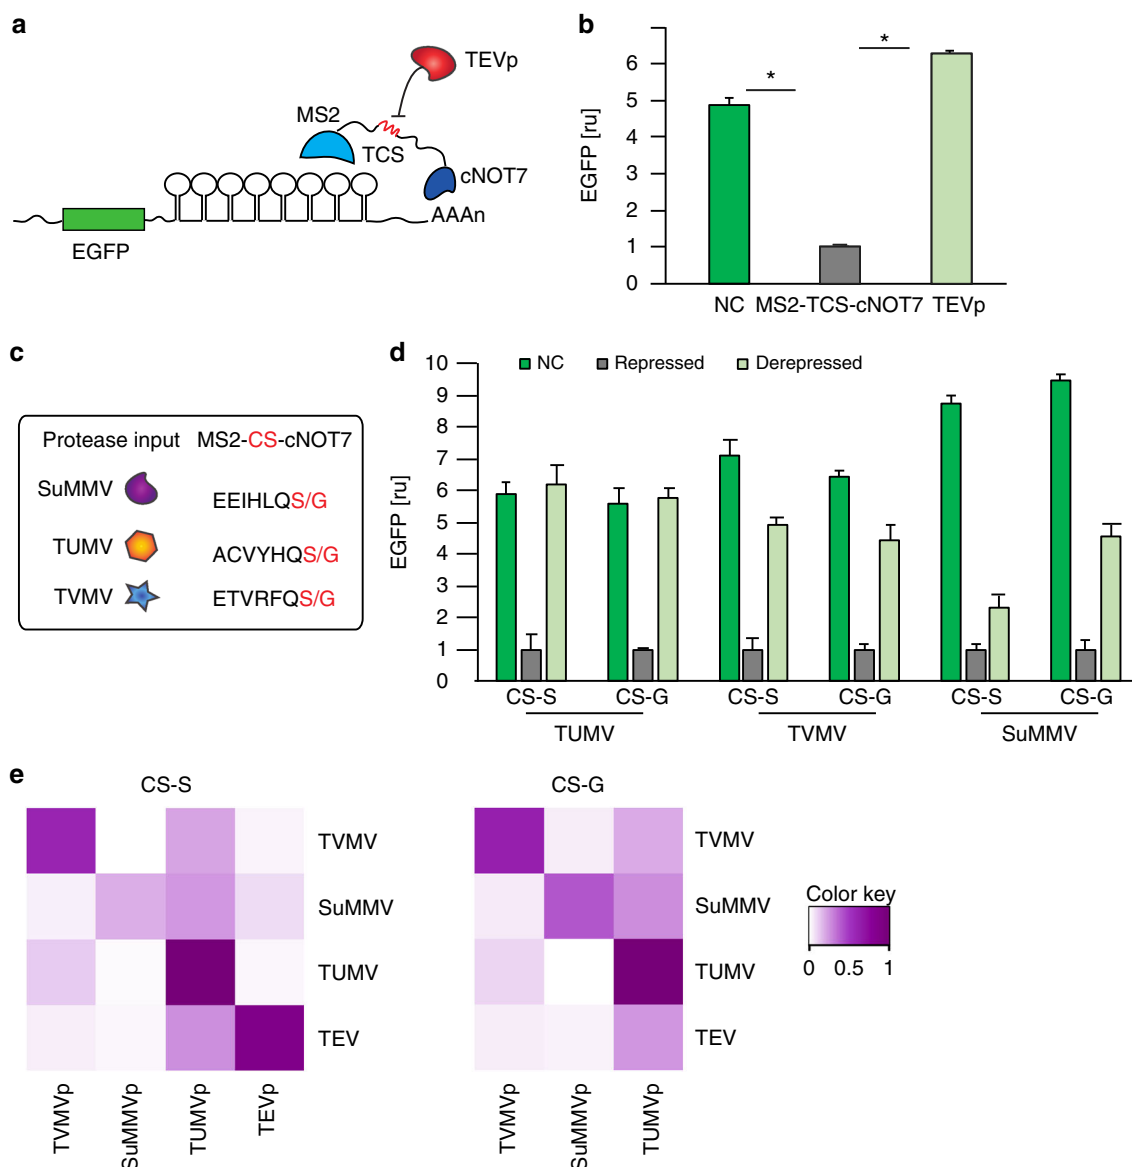 a
TEVp
MS2
TCS
cNOT7
AAAn
EGFP
b
EGFP [ru]
6
5
4
3
2
1
0
*
*
NC MS2-TCS-cNOT7 TEVp
c
Protease input MS2-CS-cNOT7
SuMMV EEIHLQS/G
TUMV ACVYHQS/G
TVMV ETVRFQS/G
d
NC Repressed Derepressed
EGFP [ru]
10
9
8
7
6
5
4
3
2
1
0
CS-S CS-G CS-S CS-G CS-S CS-G
TUMV TVMV SuMMV
e
CS-S
TVMV
SuMMV
TUMV
TEV
TVMVp SuMMVp TUMVp TEVp
CS-G
TVMV
SuMMV
TUMV
TEV
TVMVp SuMMVp TUMVp
Color key
0 0.5 1